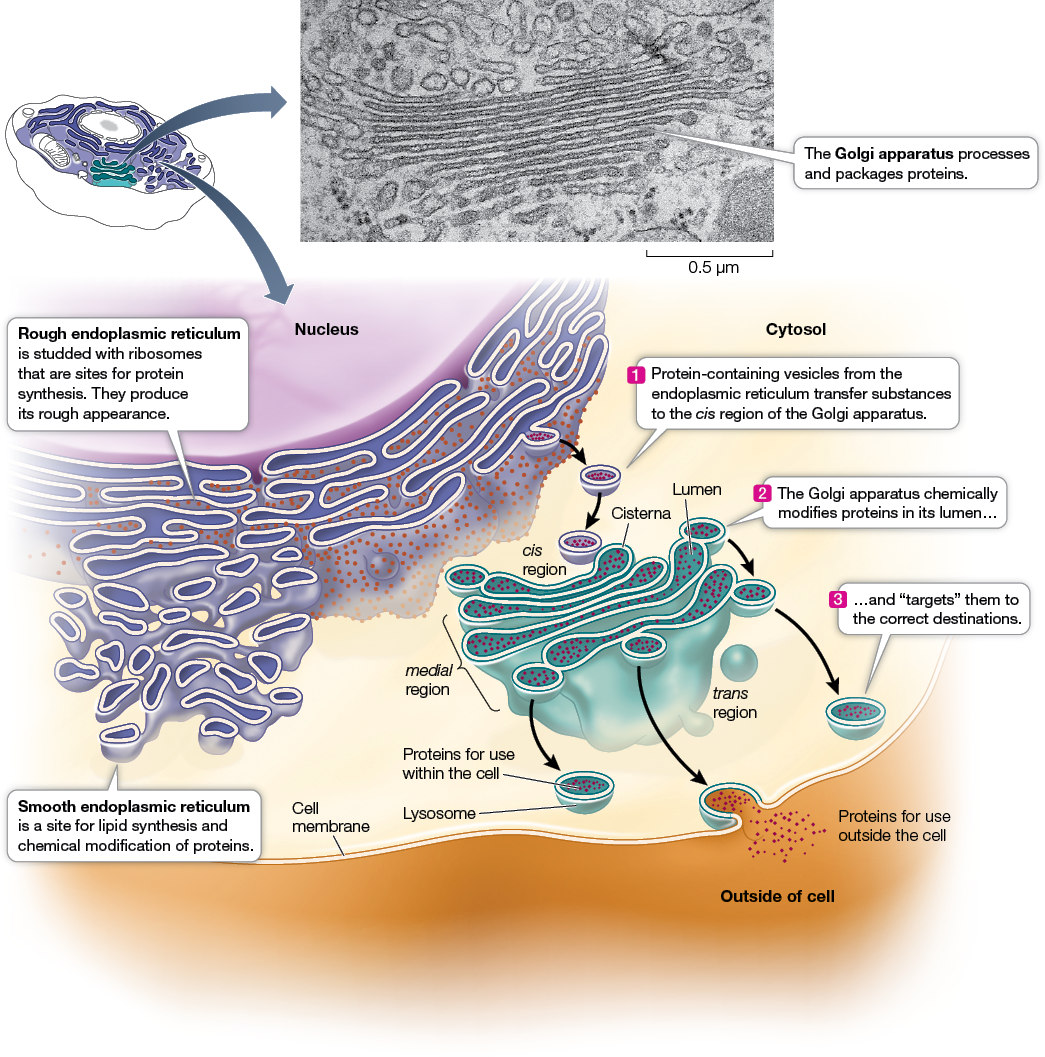 The Golgi apparatus processes
and packages proteins.
0.5 µm
Nucleus
Cytosol
Rough endoplasmic reticulum
is studded with ribosomes
that are sites for protein
synthesis. They produce
its rough appearance.
1 Protein-containing vesicles from the
endoplasmic reticulum transfer substances
to the cis region of the Golgi apparatus.
Lumen
2 The Golgi apparatus chemically
modifies proteins in its lumen…
Cisterna
cis
region
3 …and “targets” them to
the correct destinations.
medial
region
trans
region
Proteins for use
within the cell
Lysosome
Smooth endoplasmic reticulum
is a site for lipid synthesis and
chemical modification of proteins.
Cell
membrane
Proteins for use
outside the cell
Outside of cell